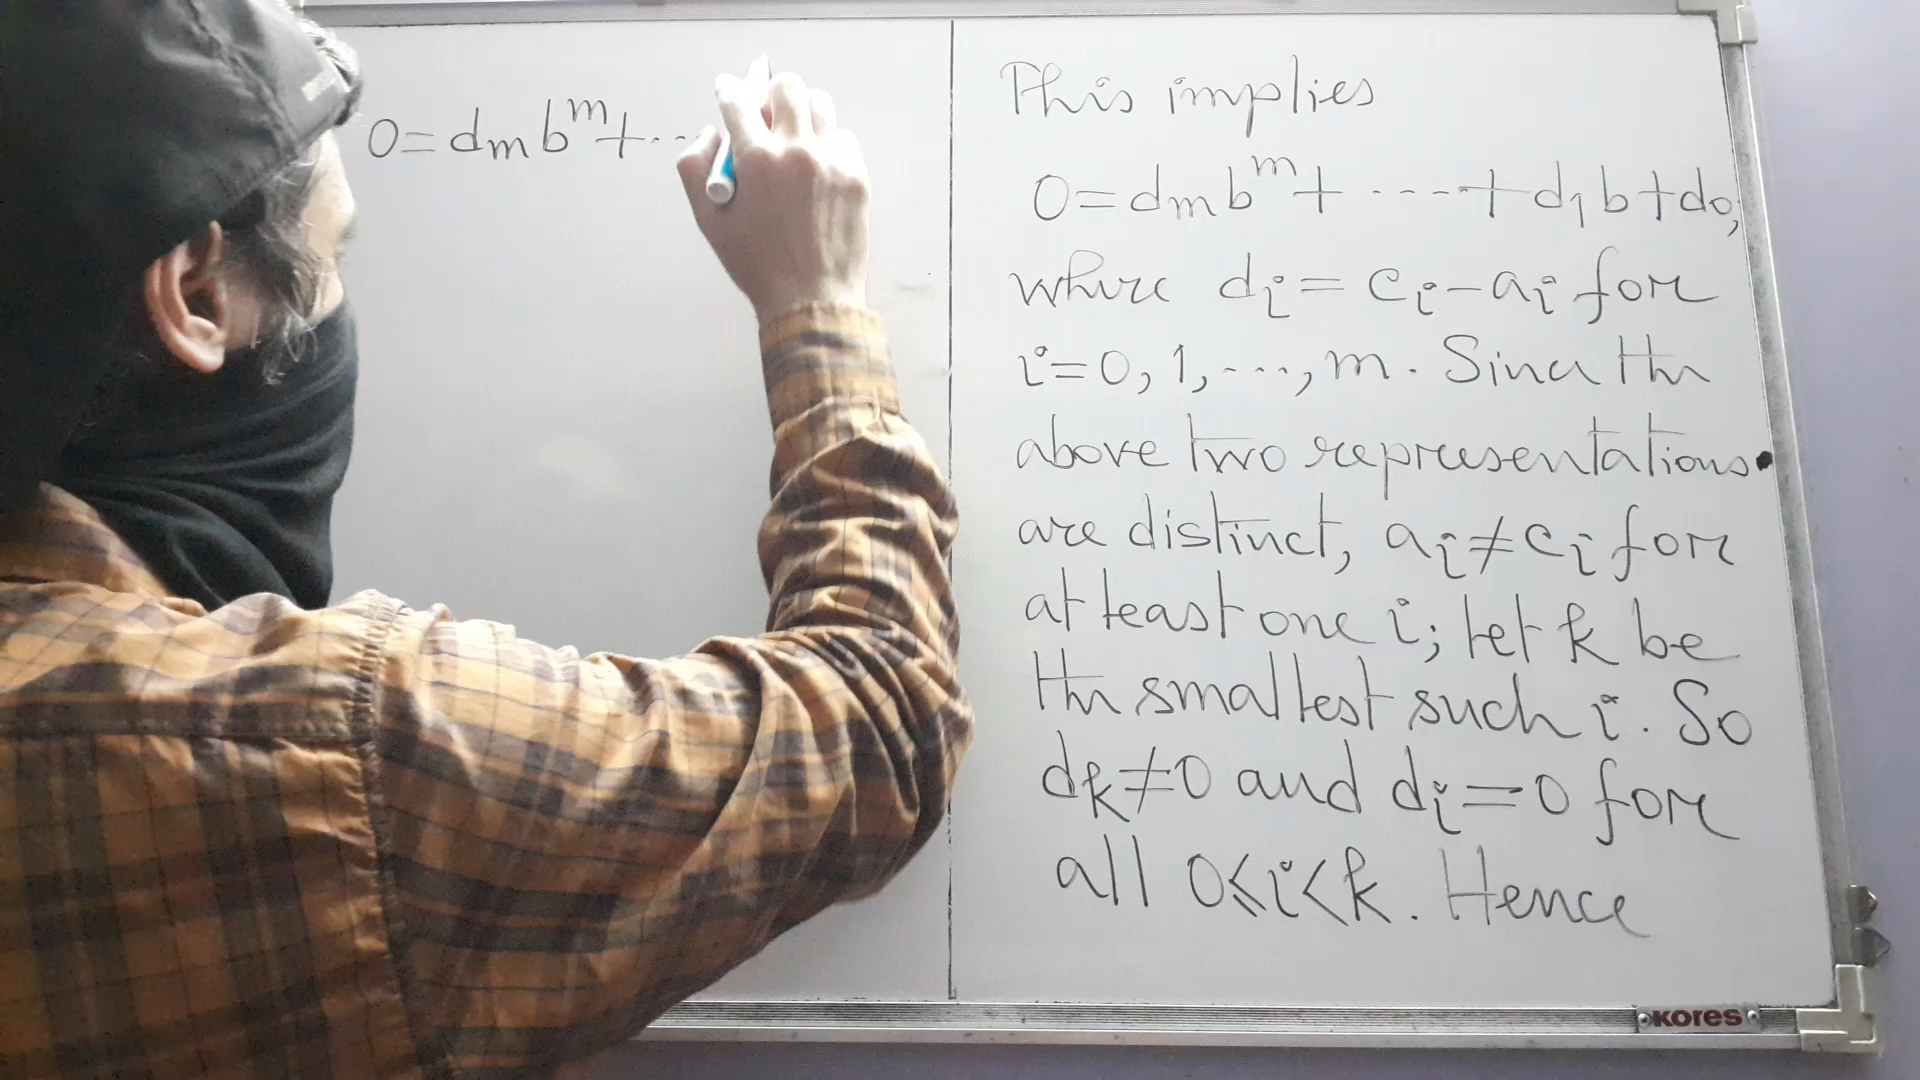 0=dₘbᵐ+...
This implies
0=dₘbᵐ+ ----+d₁b+d₀,
where dᵢ=cᵢ-aᵢ for
i=0,1,---,m. Since the
above two representations
are distinct, aᵢ≠cᵢ for
at least one i; let k be
the smallest such i. So
dₖ≠0 and dᵢ=0 for
all 0≤i<k. Hence
kores